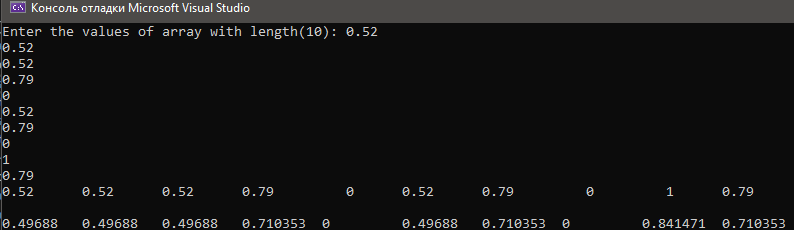 Консоль отладки Microsoft Visual Studio
Enter the values of array with length(10): 0.52
0.52
0.52
0.79
0
0.52
0.79
0
1
0.79
0.52 0.52 0.52 0.79 0 0.52 0.79 0 1 0.79
0.49688 0.49688 0.49688 0.710353 0 0.49688 0.710353 0 0.841471 0.710353